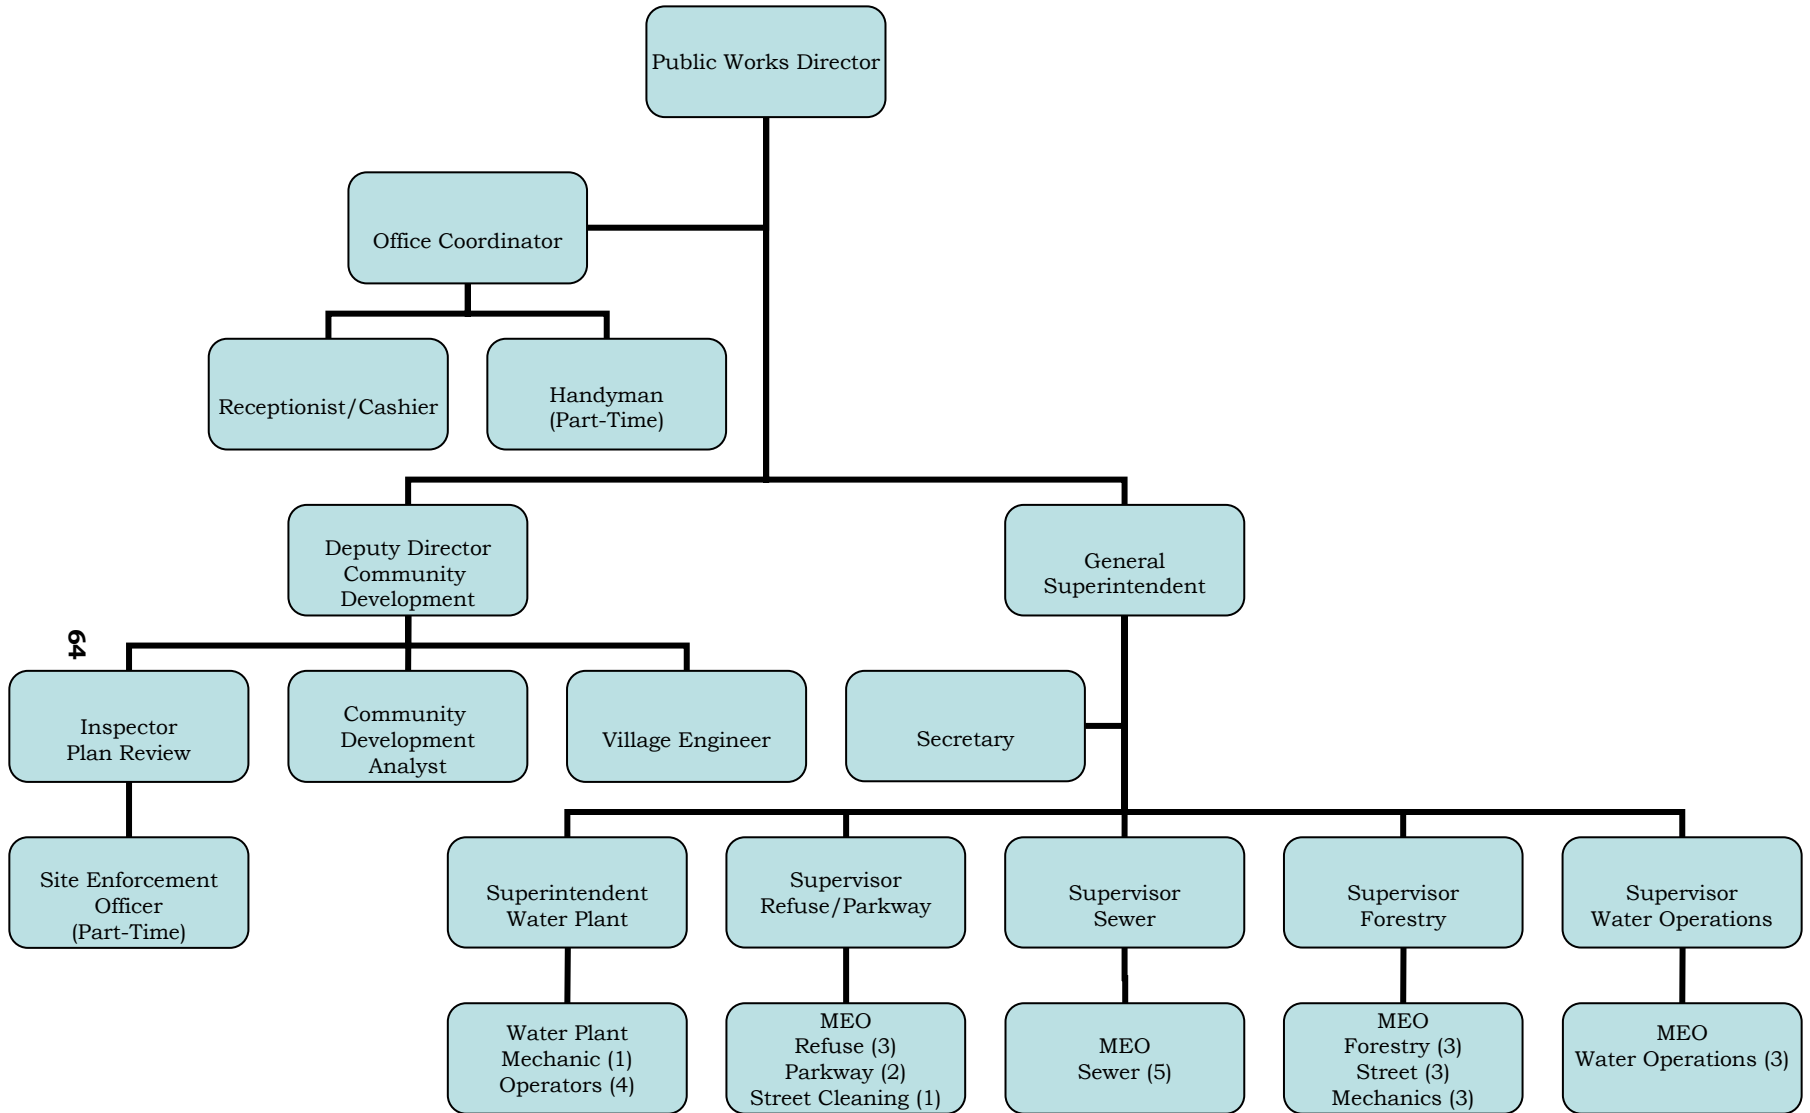 Public Works Director
Office Coordinator
Receptionist/Cashier
Handyman
(Part-Time)
Deputy Director
Community
Development
General
Superintendent
64
Inspector
Plan Review
Community
Development
Analyst
Village Engineer
Secretary
Site Enforcement
Officer
(Part-Time)
Superintendent
Water Plant
Supervisor
Refuse/Parkway
Supervisor
Sewer
Supervisor
Forestry
Supervisor
Water Operations
Water Plant
Mechanic (1)
Operators (4)
MEO
Refuse (3)
Parkway (2)
Street Cleaning (1)
MEO
Sewer (5)
MEO
Forestry (3)
Street (3)
Mechanics (3)
MEO
Water Operations (3)